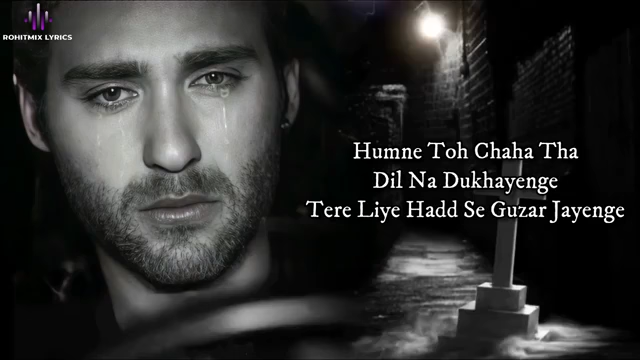 ROHITMIX LYRICS
Humne Toh Chaha Tha
Dil Na Dukhayenge
Tere Liye Hadd Se Guzar Jayenge